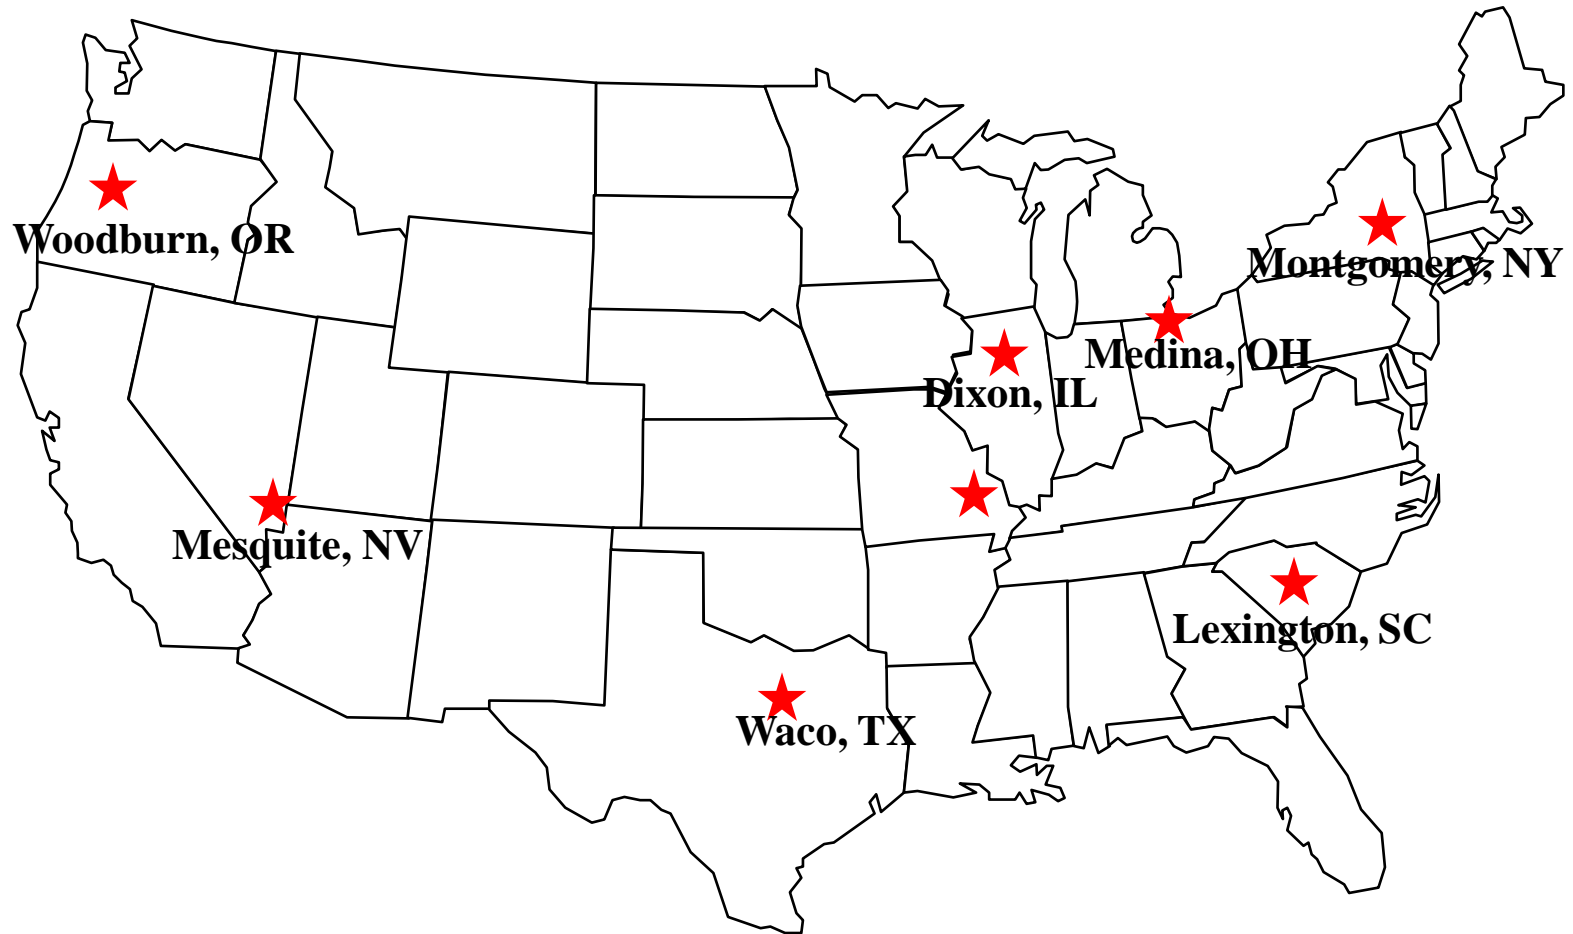 Woodburn, OR
Montgomery, NY
Medina, OH
Dixon, IL
Mesquite, NV
Lexington, SC
Waco, TX